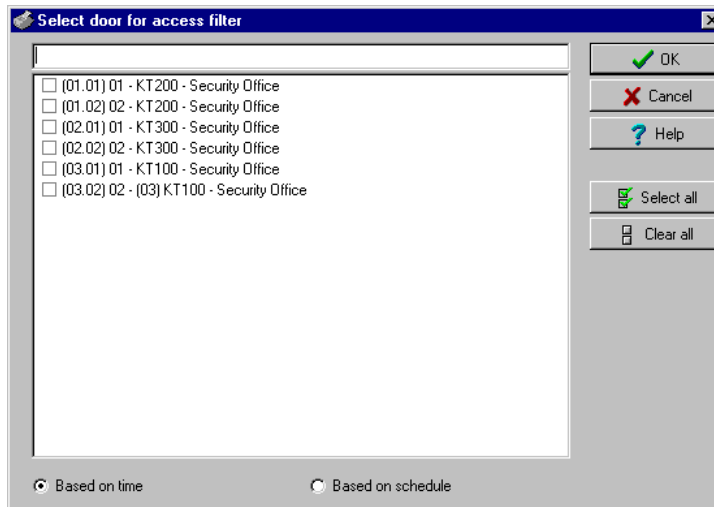 Select door for access filter
(01.01) 01 - KT200 - Security Office
(01.02) 02 - KT200 - Security Office
(02.01) 01 - KT300 - Security Office
(02.02) 02 - KT300 - Security Office
(03.01) 01 - KT100 - Security Office
(03.02) 02 - (03) KT100 - Security Office
OK
Cancel
Help
Select all
Clear all
Based on time
Based on schedule